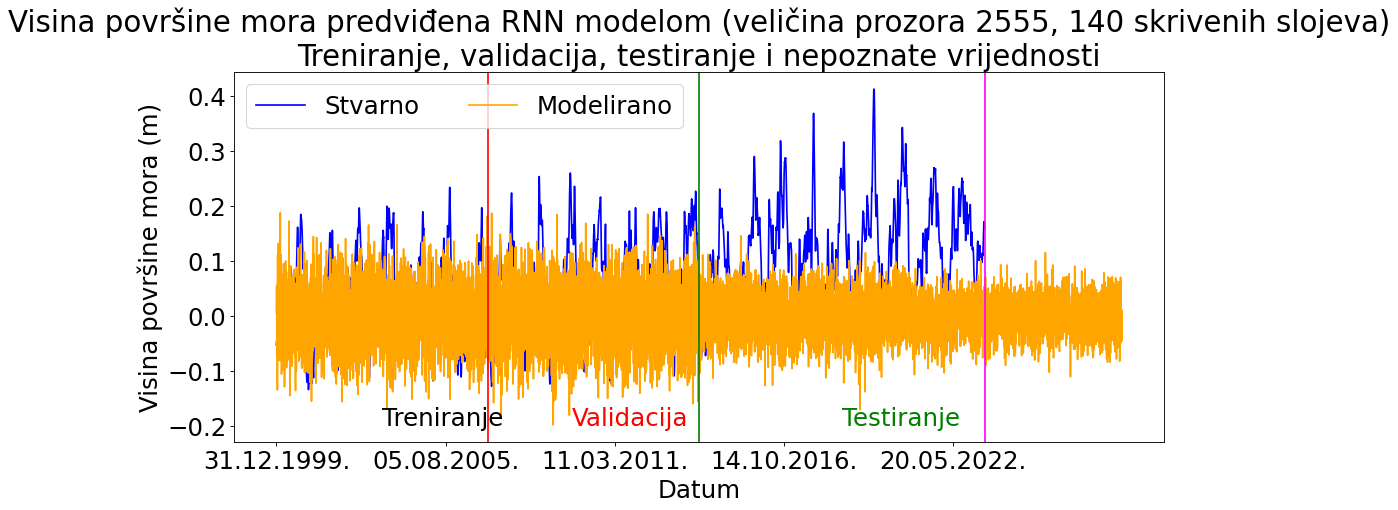 Visina površine mora predviđena RNN modelom (veličina prozora 2555, 140 skrivenih slojeva)
Treniranje, validacija, testiranje i nepoznate vrijednosti
Stvarno Modelirano
Visina površine mora (m)
0.4
0.3
0.2
0.1
0.0
−0.1
−0.2
Treniranje Validacija Testiranje
31.12.1999. 05.08.2005. 11.03.2011. 14.10.2016. 20.05.2022.
Datum